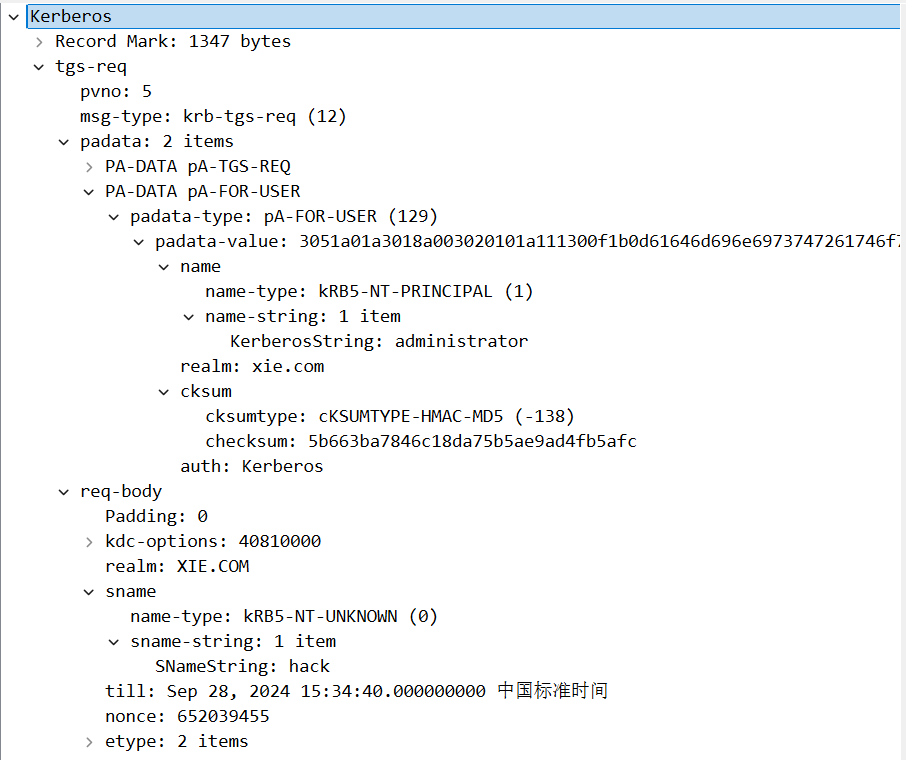 Kerberos
Record Mark: 1347 bytes
tgs-req
pvno: 5
msg-type: krb-tgs-req (12)
padata: 2 items
PA-DATA pA-TGS-REQ
PA-DATA pA-FOR-USER
padata-type: pA-FOR-USER (129)
padata-value: 3051a01a3018a003020101a111300f1b0d61646d696e6973747261746f7
name
name-type: kRB5-NT-PRINCIPAL (1)
name-string: 1 item
KerberosString: administrator
realm: xie.com
cksum
cksumtype: cKSUMTYPE-HMAC-MD5 (-138)
checksum: 5b663ba7846c18da75b5ae9ad4fb5afc
auth: Kerberos
req-body
Padding: 0
kdc-options: 40810000
realm: XIE.COM
sname
name-type: kRB5-NT-UNKNOWN (0)
sname-string: 1 item
SNameString: hack
till: Sep 28, 2024 15:34:40.000000000 中国标准时间
nonce: 652039455
etype: 2 items